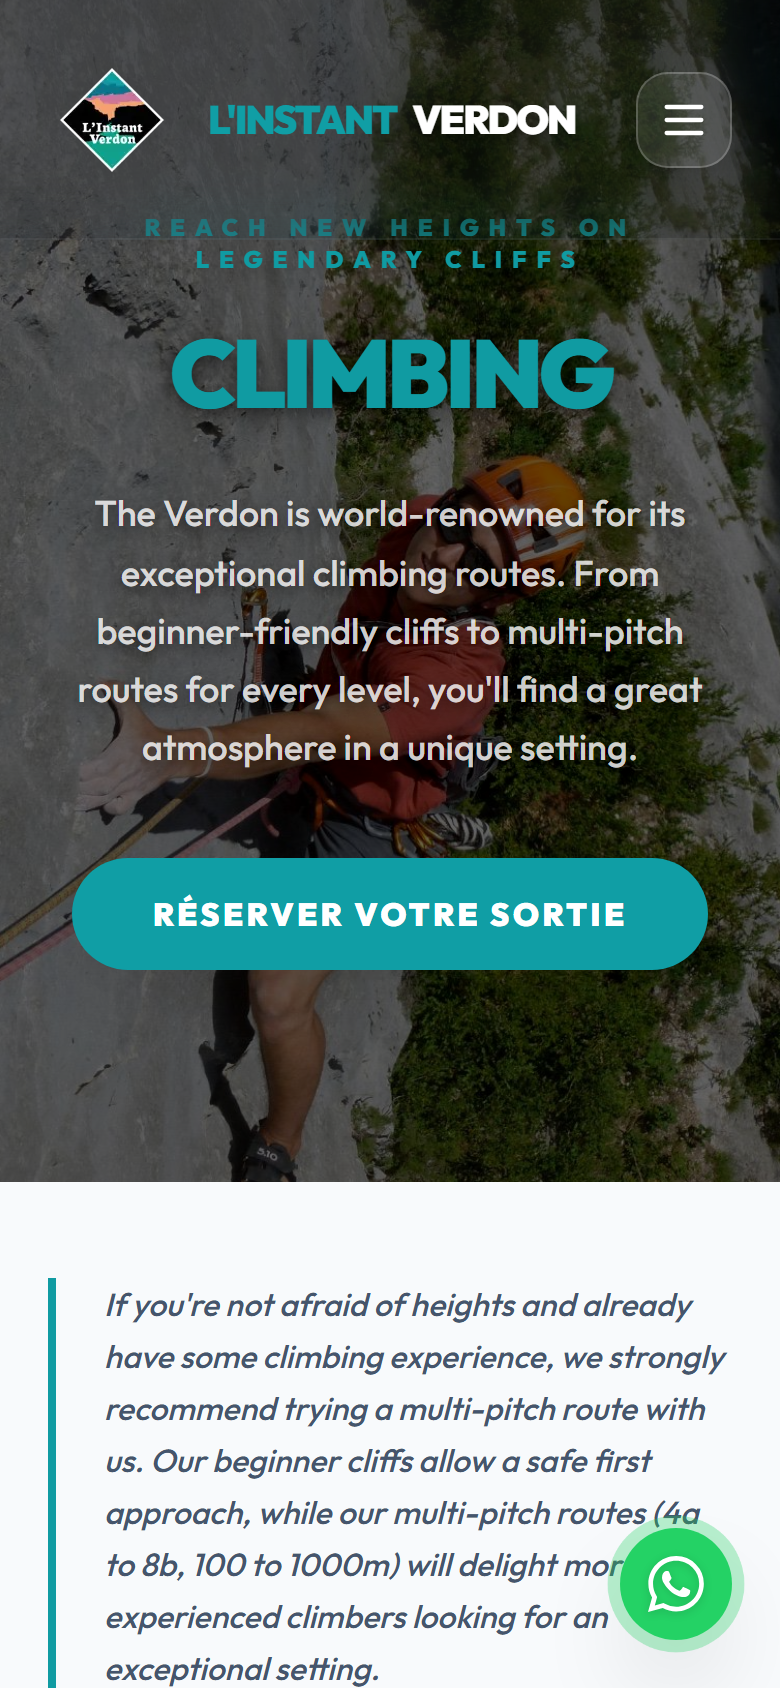 L'Instant
Verdon
L'INSTANT VERDON
REACH NEW HEIGHTS ON
LEGENDARY CLIFFS
CLIMBING
The Verdon is world-renowned for its
exceptional climbing routes. From
beginner-friendly cliffs to multi-pitch
routes for every level, you'll find a great
atmosphere in a unique setting.
RÉSERVER VOTRE SORTIE
5.10
If you're not afraid of heights and already
have some climbing experience, we strongly
recommend trying a multi-pitch route with
us. Our beginner cliffs allow a safe first
approach, while our multi-pitch routes (4a
to 8b, 100 to 1000m) will delight mor
experienced climbers looking for an
exceptional setting.